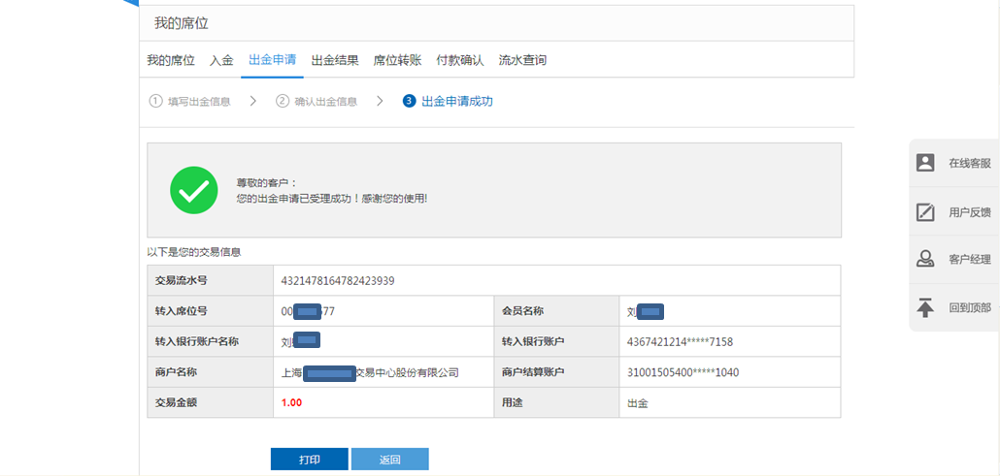 我的席位
我的席位 入金 出金申请 出金结果 席位转账 付款确认 流水查询
1 填写出金信息 > 2 确认出金信息 > 3 出金申请成功
尊敬的客户：
您的出金申请已受理成功！感谢您的使用!
以下是您的交易信息
交易流水号 4321478164782423939
转入席位号 00 77 会员名称 刘
转入银行账户名称 刘 转入银行账户 4367421214*****7158
商户名称 上海 交易中心股份有限公司 商户结算账户 31001505400*****1040
交易金额 1.00 用途 出金
打印 返回
在线客服
用户反馈
客户经理
回到顶部